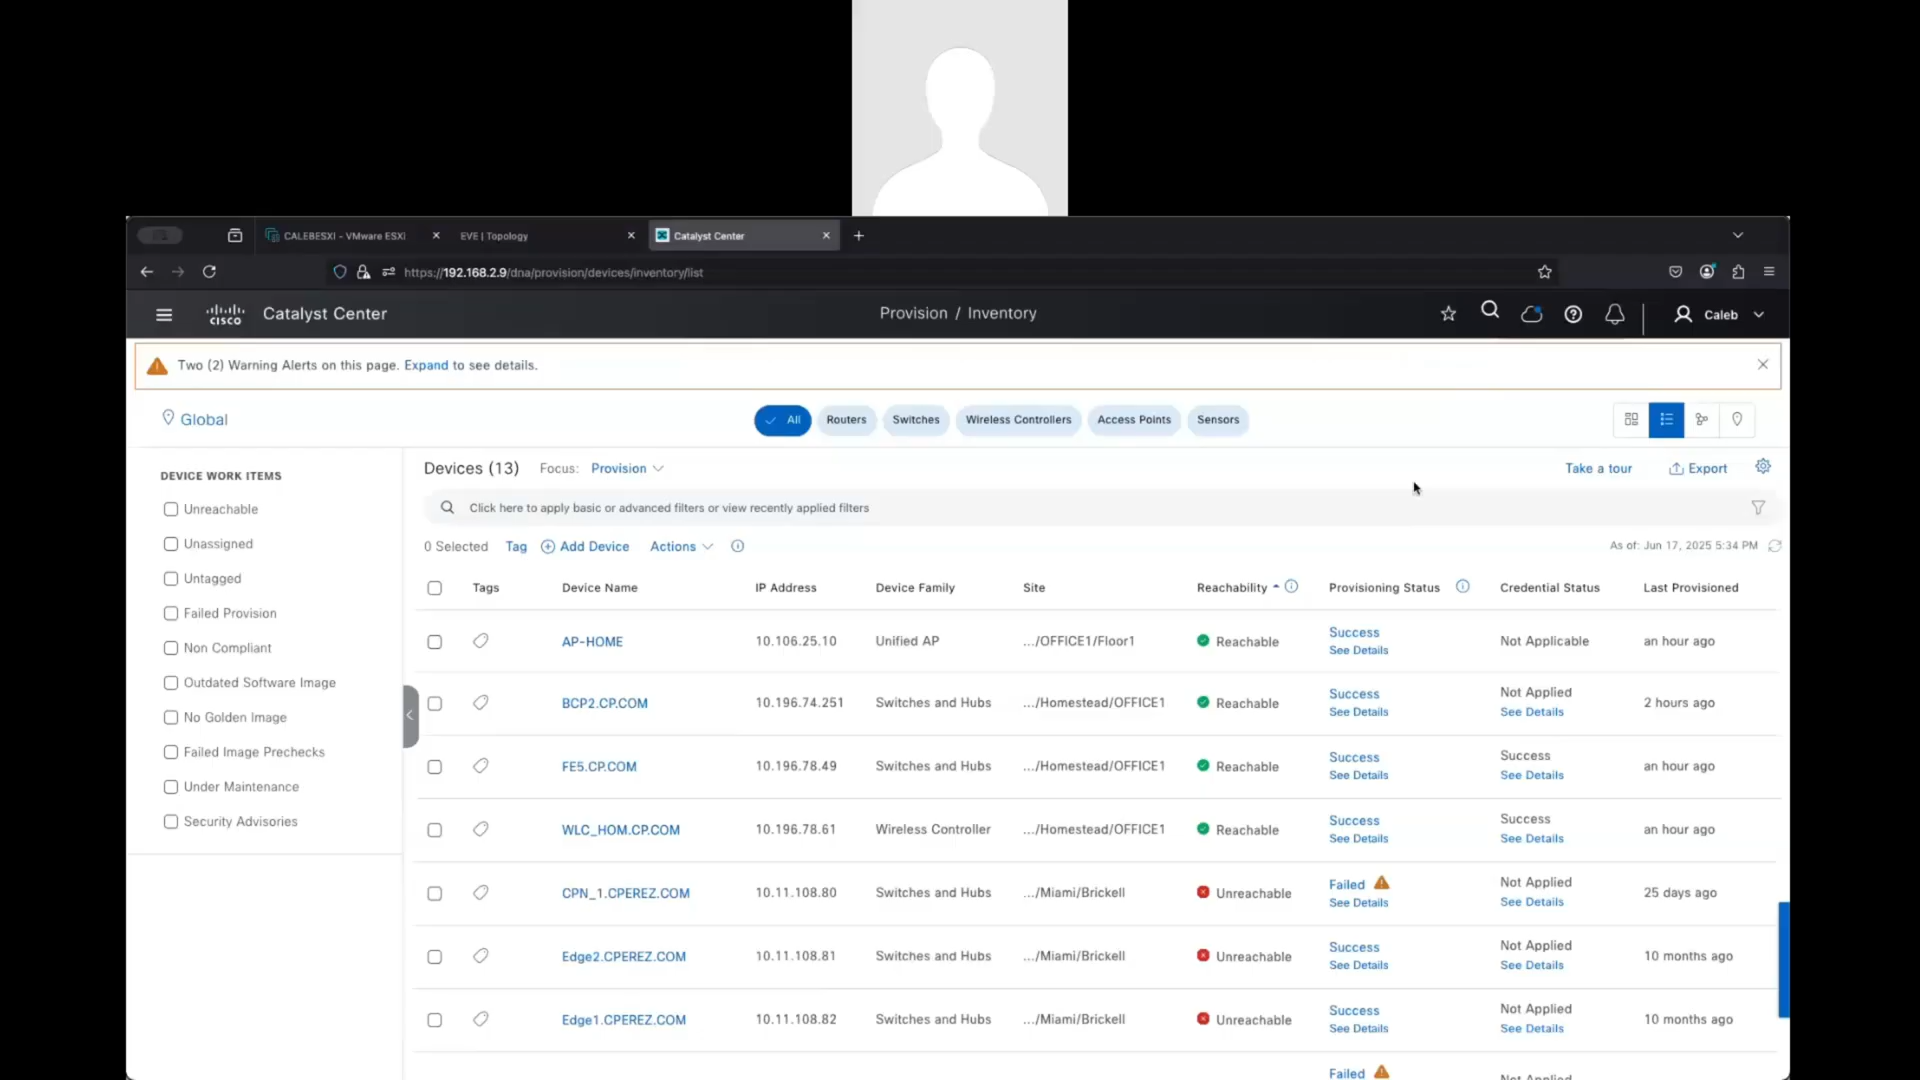 CALEBESXI - VMware ESXi
EVE | Topology
Catalyst Center
https://192.168.2.9/dna/provision/devices/inventory/list
CISCO
Catalyst Center
Provision / Inventory
Caleb
Two (2) Warning Alerts on this page. Expand to see details.
Global
All
Routers
Switches
Wireless Controllers
Access Points
Sensors
DEVICE WORK ITEMS
Unreachable
Unassigned
Untagged
Failed Provision
Non Compliant
Outdated Software Image
No Golden Image
Failed Image Prechecks
Under Maintenance
Security Advisories
Devices (13) Focus: Provision
Take a tour
Export
Click here to apply basic or advanced filters or view recently applied filters
0 Selected Tag Add Device Actions
As of: Jun 17, 2025 5:34 PM
Tags Device Name IP Address Device Family Site Reachability Provisioning Status Credential Status Last Provisioned
AP-HOME 10.106.25.10 Unified AP .../OFFICE1/Floor1 Reachable Success See Details Not Applicable an hour ago
BCP2.CP.COM 10.196.74.251 Switches and Hubs .../Homestead/OFFICE1 Reachable Success See Details Not Applied See Details 2 hours ago
FE5.CP.COM 10.196.78.49 Switches and Hubs .../Homestead/OFFICE1 Reachable Success See Details Success See Details an hour ago
WLC_HOM.CP.COM 10.196.78.61 Wireless Controller .../Homestead/OFFICE1 Reachable Success See Details Success See Details an hour ago
CPN_1.CPEREZ.COM 10.11.108.80 Switches and Hubs .../Miami/Brickell Unreachable Failed See Details Not Applied See Details 25 days ago
Edge2.CPEREZ.COM 10.11.108.81 Switches and Hubs .../Miami/Brickell Unreachable Success See Details Not Applied See Details 10 months ago
Edge1.CPEREZ.COM 10.11.108.82 Switches and Hubs .../Miami/Brickell Unreachable Success See Details Not Applied See Details 10 months ago
Failed Not Applied